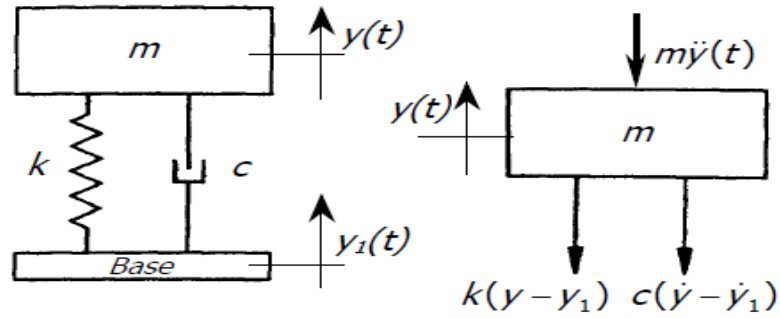 m
y(t)
k
c
y₁(t)
Base
mÿ(t)
y(t)
m
k(y − y₁) c(ẏ − ẏ₁)